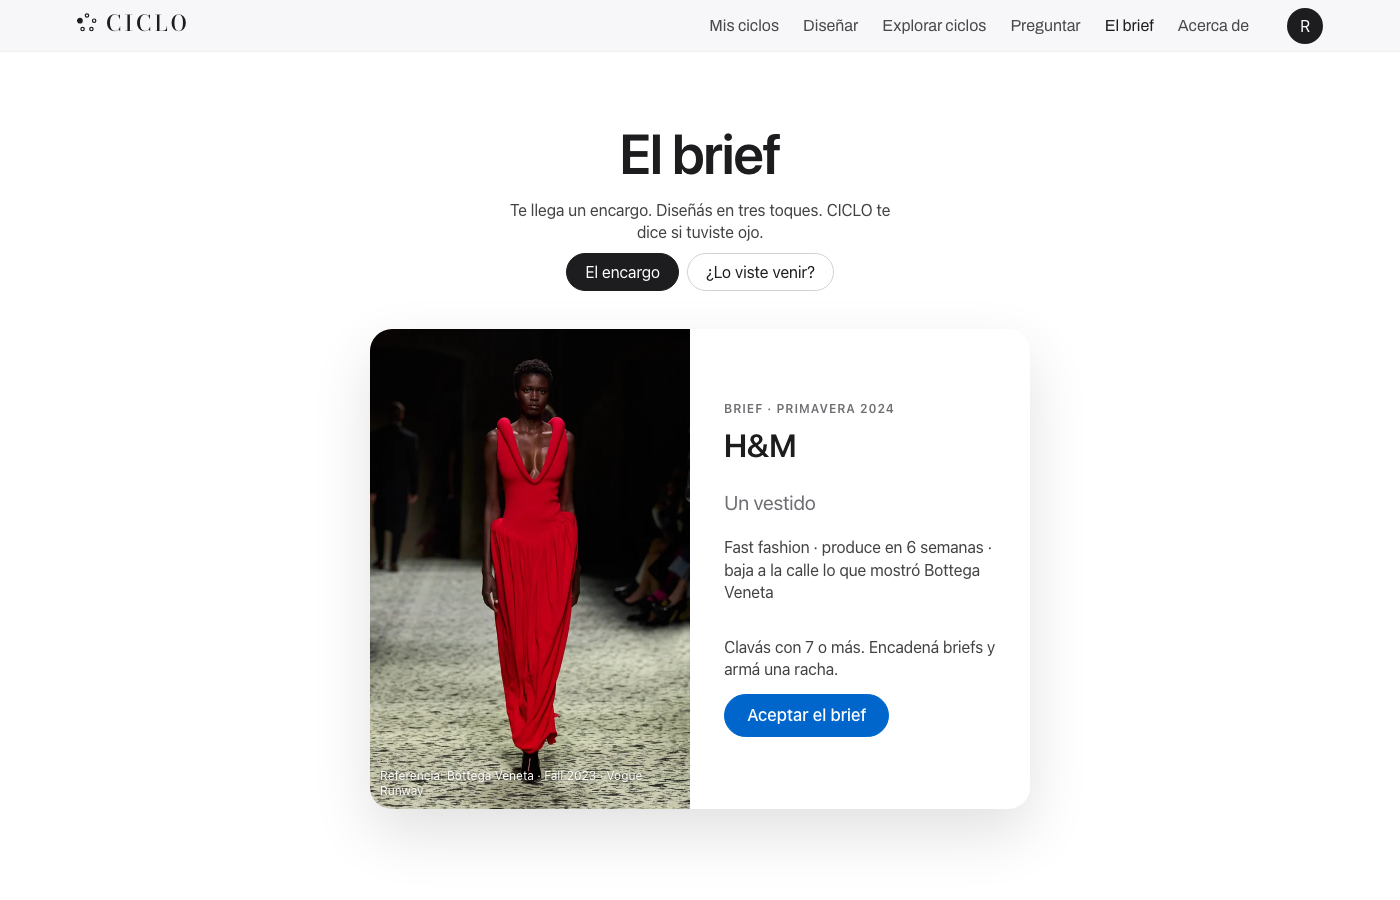 CICLO
Mis ciclos
Diseñar
Explorar ciclos
Preguntar
El brief
Acerca de
R
El brief
Te llega un encargo. Diseñás en tres toques. CICLO te
dice si tuviste ojo.
El encargo
¿Lo viste venir?
Referencia: Bottega Veneta · Fall 2023 · Vogue
Runway
BRIEF · PRIMAVERA 2024
H&M
Un vestido
Fast fashion · produce en 6 semanas ·
baja a la calle lo que mostró Bottega
Veneta
Clavás con 7 o más. Encadená briefs y
armá una racha.
Aceptar el brief